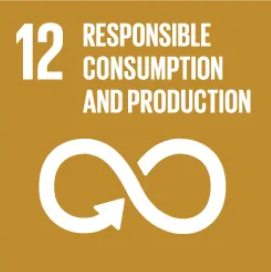 12 RESPONSIBLE
CONSUMPTION
AND PRODUCTION